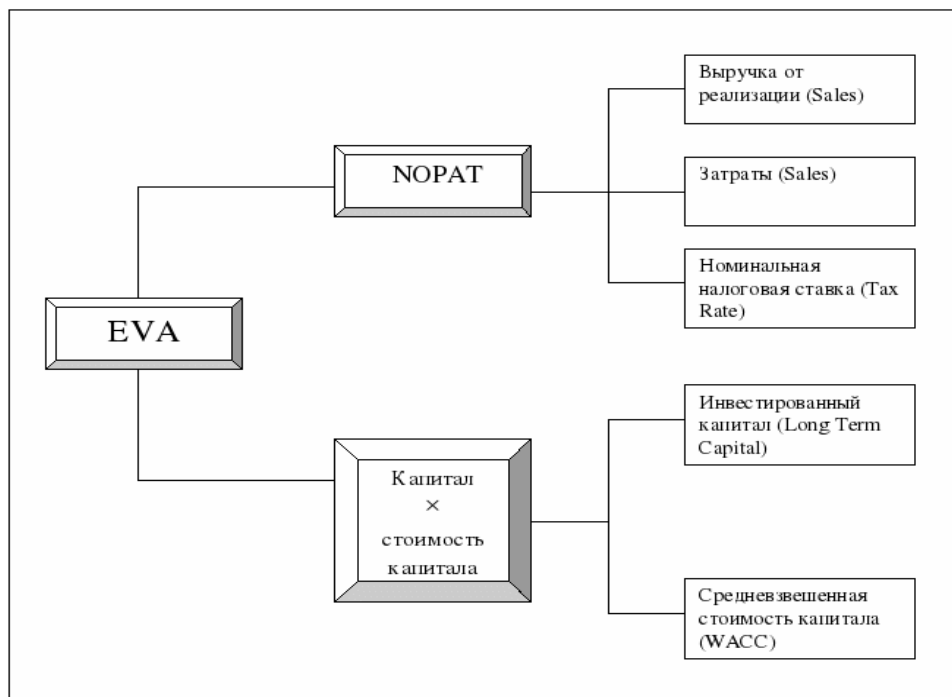 Выручка от
реализации (Sales)
NOPAT
Затраты (Sales)
Номинальная
налоговая ставка (Tax
Rate)
EVA
Инвестированный
капитал (Long Term
Capital)
Капитал
×
стоимость
капитала
Средневзвешенная
стоимость капитала
(WACC)